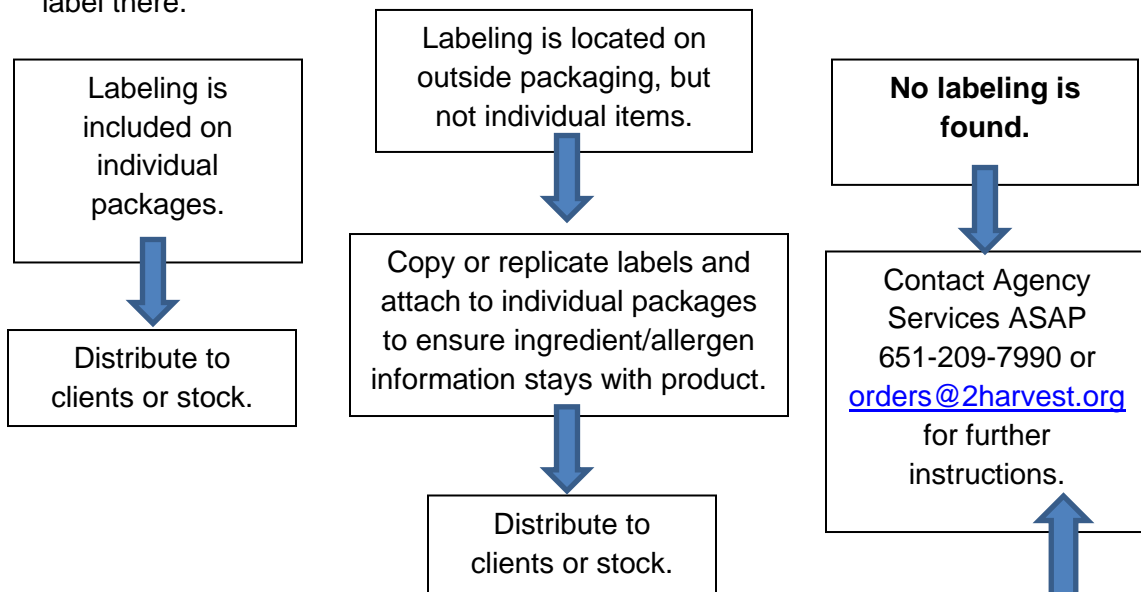 label there.
Labeling is
included on
individual
packages.
Distribute to
clients or stock.
Labeling is located on
outside packaging, but
not individual items.
Copy or replicate labels and
attach to individual packages
to ensure ingredient/allergen
information stays with product.
Distribute to
clients or stock.
No labeling is
found.
Contact Agency
Services ASAP
651-209-7990 or
orders@2harvest.org
for further
instructions.